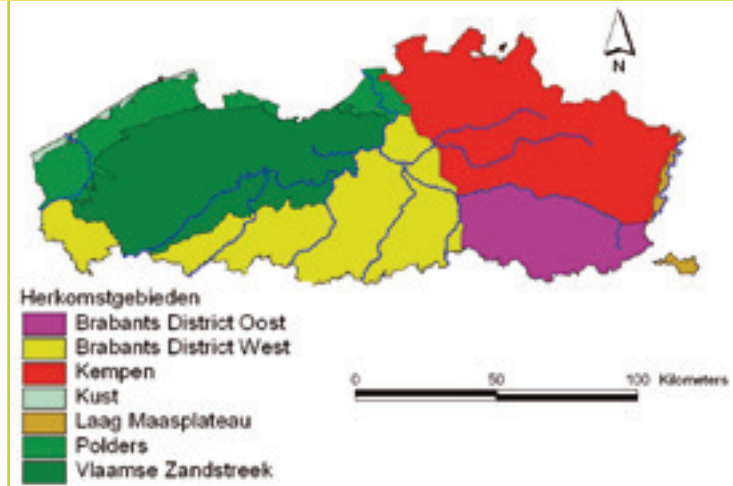 N
Herkomstgebieden
Brabants District Oost
Brabants District West
Kempen
Kust
Laag Maasplateau
Polders
Vlaamse Zandstreek
0 50 100 Kilometers